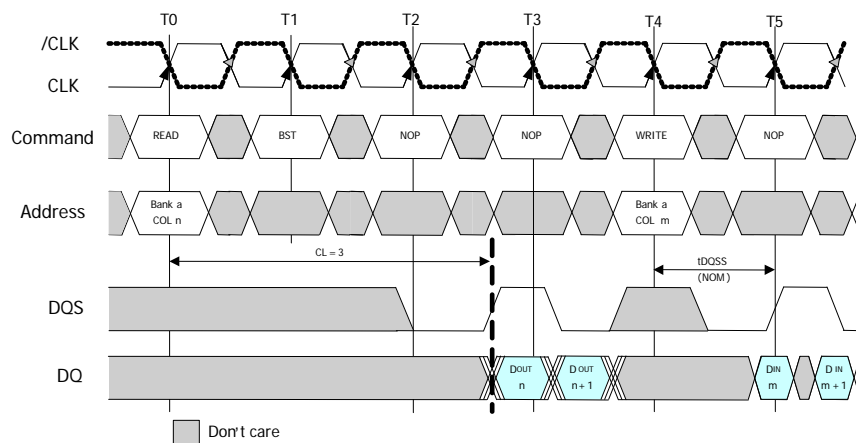 T0 T1 T2 T3 T4 T5
/CLK
CLK
Command READ BST NOP NOP WRITE NOP
Address Bank a COL n Bank a COL m
CL = 3
tDQSS
(NOM)
DQS
DQ DOUT n DOUT n+1 DIN m DIN m + 1
Don't care